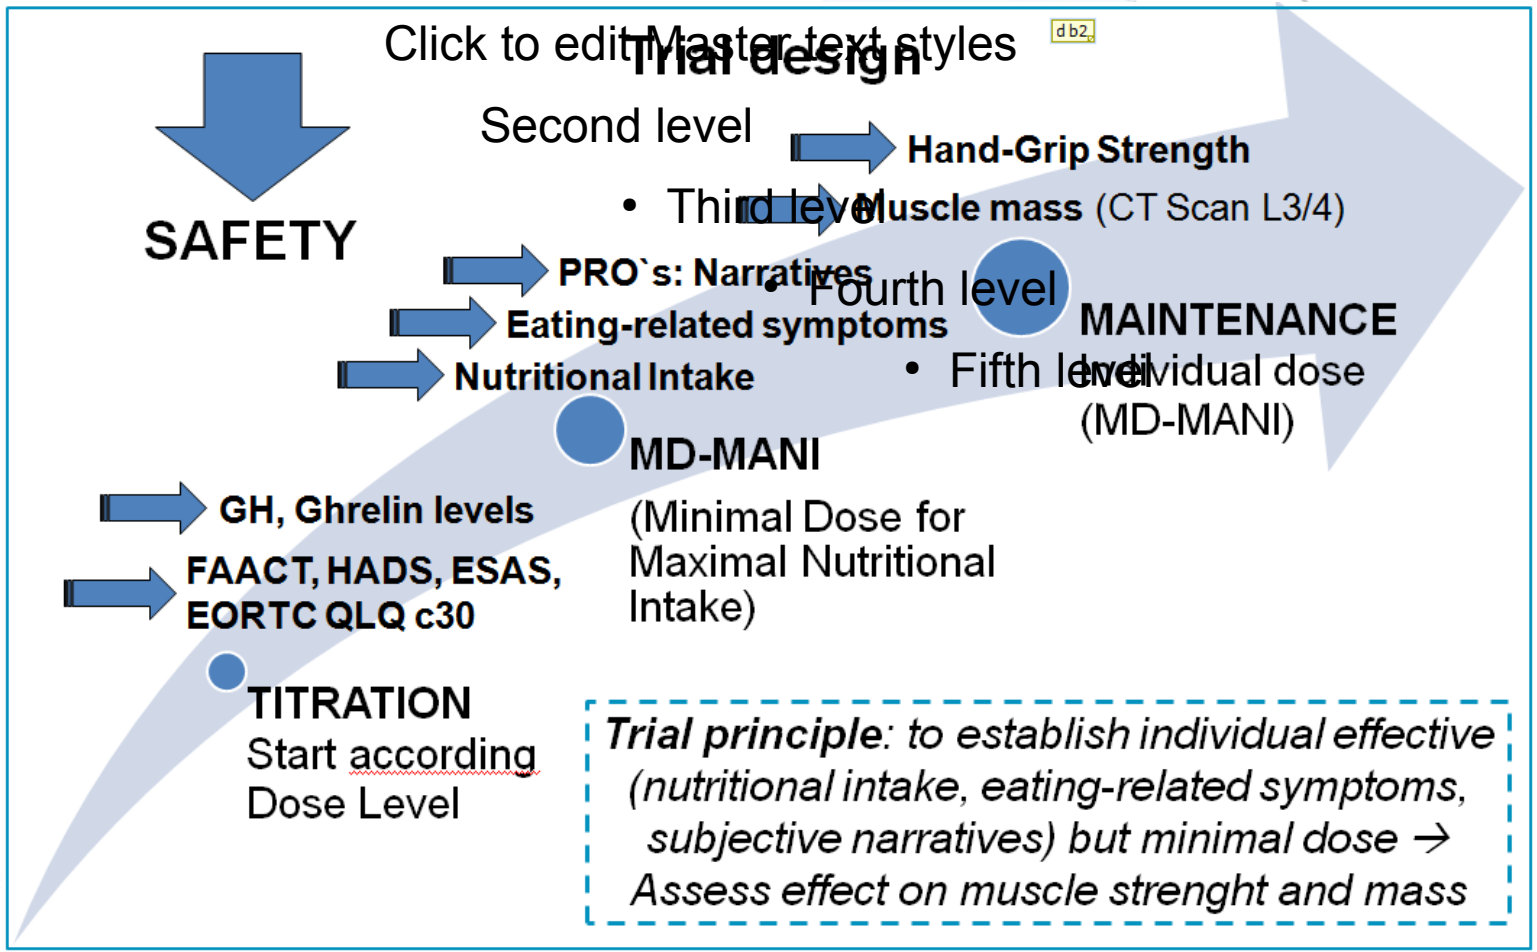 Click to edit Master text styles
Trial design
db2
Second level
Hand-Grip Strength
• Third level
Muscle mass (CT Scan L3/4)
SAFETY
PRO`s: Narratives
• Fourth level
Eating-related symptoms
MAINTENANCE
Nutritional Intake
• Fifth level
Individual dose
(MD-MANI)
MD-MANI
(Minimal Dose for
Maximal Nutritional
Intake)
GH, Ghrelin levels
FAACT, HADS, ESAS,
EORTC QLQ c30
TITRATION
Start according
Dose Level
Trial principle: to establish individual effective
(nutritional intake, eating-related symptoms,
subjective narratives) but minimal dose →
Assess effect on muscle strenght and mass